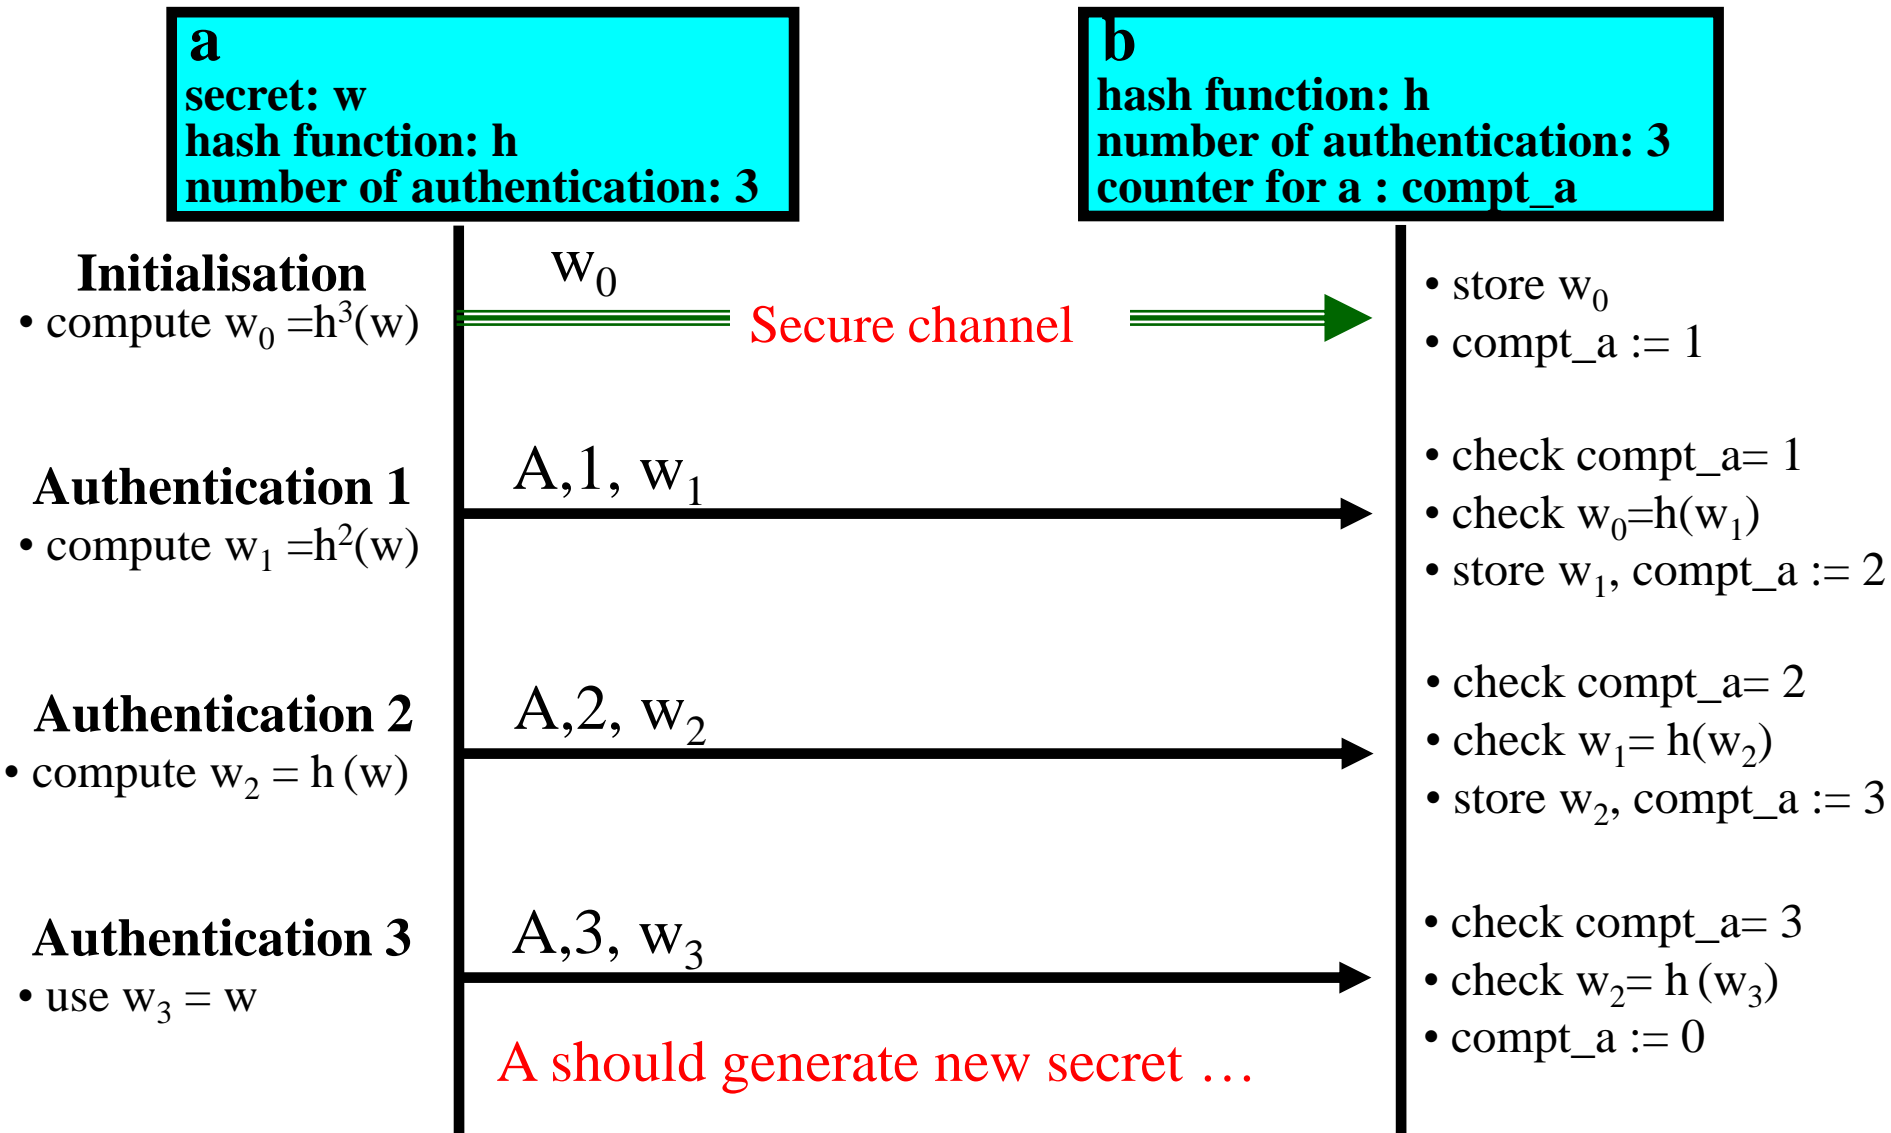 a
secret: w
hash function: h
number of authentication: 3
b
hash function: h
number of authentication: 3
counter for a : compt_a
Initialisation
• compute w₀ =h³(w)
w₀
Secure channel
• store w₀
• compt_a := 1
Authentication 1
• compute w₁ =h²(w)
A,1, w₁
• check compt_a= 1
• check w₀=h(w₁)
• store w₁, compt_a := 2
Authentication 2
• compute w₂ = h (w)
A,2, w₂
• check compt_a= 2
• check w₁= h(w₂)
• store w₂, compt_a := 3
Authentication 3
• use w₃ = w
A,3, w₃
• check compt_a= 3
• check w₂= h (w₃)
• compt_a := 0
A should generate new secret …